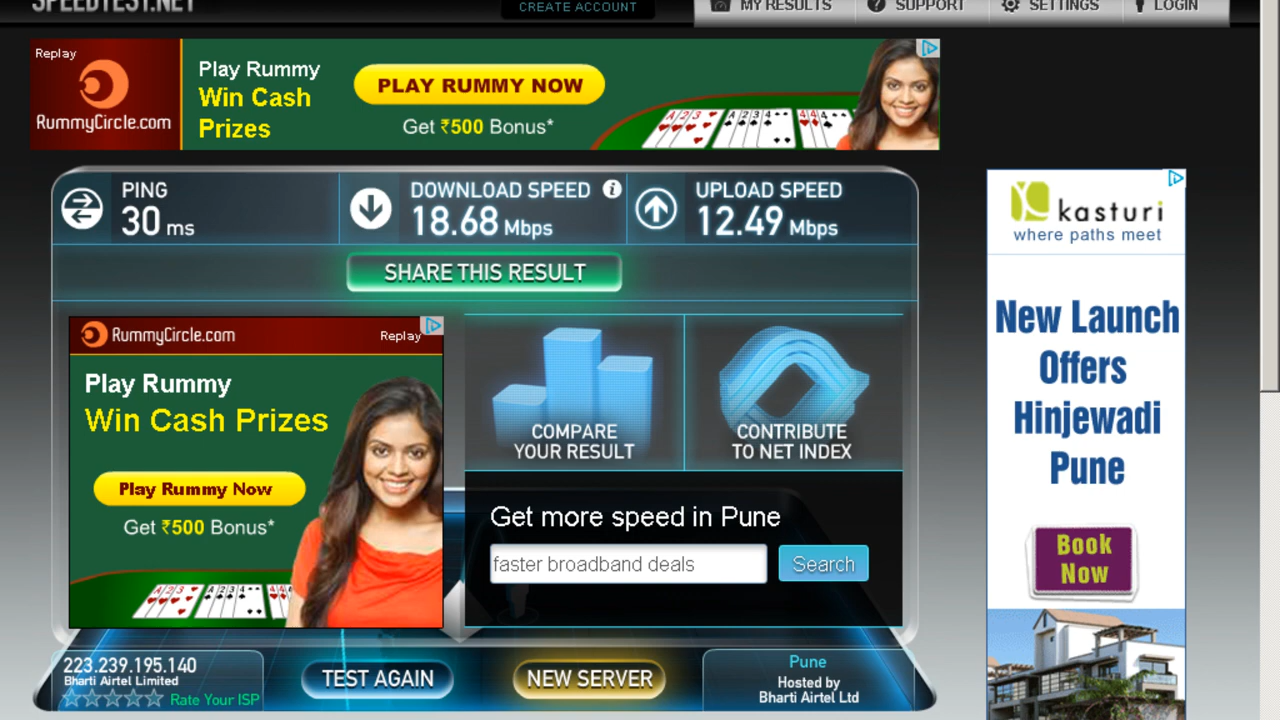 SPEEDTEST.NET
CREATE ACCOUNT
MY RESULTS
SUPPORT
SETTINGS
LOGIN
Replay
RummyCircle.com
Play Rummy
Win Cash
Prizes
PLAY RUMMY NOW
Get ₹500 Bonus*
PING
30 ms
DOWNLOAD SPEED
18.68 Mbps
UPLOAD SPEED
12.49 Mbps
SHARE THIS RESULT
RummyCircle.com
Replay
Play Rummy
Win Cash Prizes
Play Rummy Now
Get ₹500 Bonus*
COMPARE
YOUR RESULT
CONTRIBUTE
TO NET INDEX
Get more speed in Pune
faster broadband deals
Search
kasturi
where paths meet
New Launch
Offers
Hinjewadi
Pune
Book
Now
223.239.195.140
Bharti Airtel Limited
Rate Your ISP
TEST AGAIN
NEW SERVER
Pune
Hosted by
Bharti Airtel Ltd